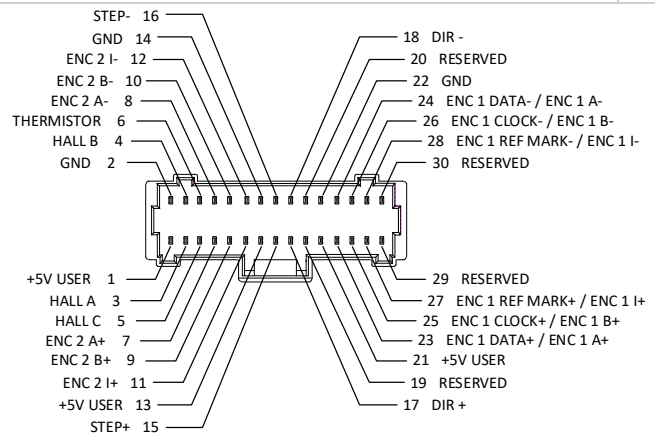 STEP- 16
GND 14
ENC 2 I- 12
ENC 2 B- 10
ENC 2 A- 8
THERMISTOR 6
HALL B 4
GND 2
18 DIR -
20 RESERVED
22 GND
24 ENC 1 DATA- / ENC 1 A-
26 ENC 1 CLOCK- / ENC 1 B-
28 ENC 1 REF MARK- / ENC 1 I-
30 RESERVED
+5V USER 1
HALL A 3
HALL C 5
ENC 2 A+ 7
ENC 2 B+ 9
ENC 2 I+ 11
+5V USER 13
STEP+ 15
29 RESERVED
27 ENC 1 REF MARK+ / ENC 1 I+
25 ENC 1 CLOCK+ / ENC 1 B+
23 ENC 1 DATA+ / ENC 1 A+
21 +5V USER
19 RESERVED
17 DIR +